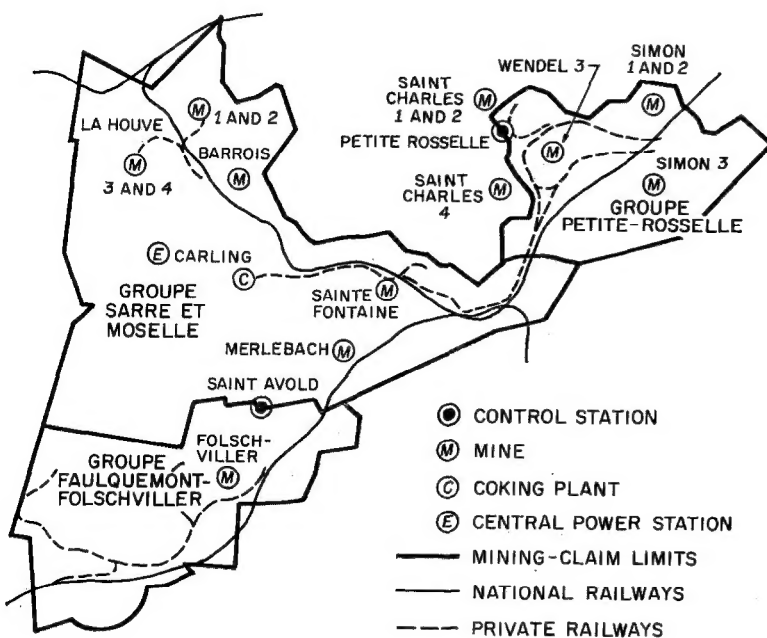 SIMON
1 AND 2
WENDEL 3
SAINT
CHARLES
1 AND 2
PETITE ROSSELLE
M
M
M
1 AND 2
LA HOUVE
BARROIS
M
3 AND 4
M
SAINT
CHARLES
4
M
SIMON 3
M
GROUPE
PETITE-ROSSELLE
E CARLING
C
GROUPE
SARRE ET
MOSELLE
SAINTE
FONTAINE
M
MERLEBACH M
SAINT AVOLD
FOLSCH-
VILLER
M
GROUPE
FAULQUEMONT-
FOLSCHVILLER
CONTROL STATION
M MINE
C COKING PLANT
E CENTRAL POWER STATION
MINING-CLAIM LIMITS
NATIONAL RAILWAYS
PRIVATE RAILWAYS